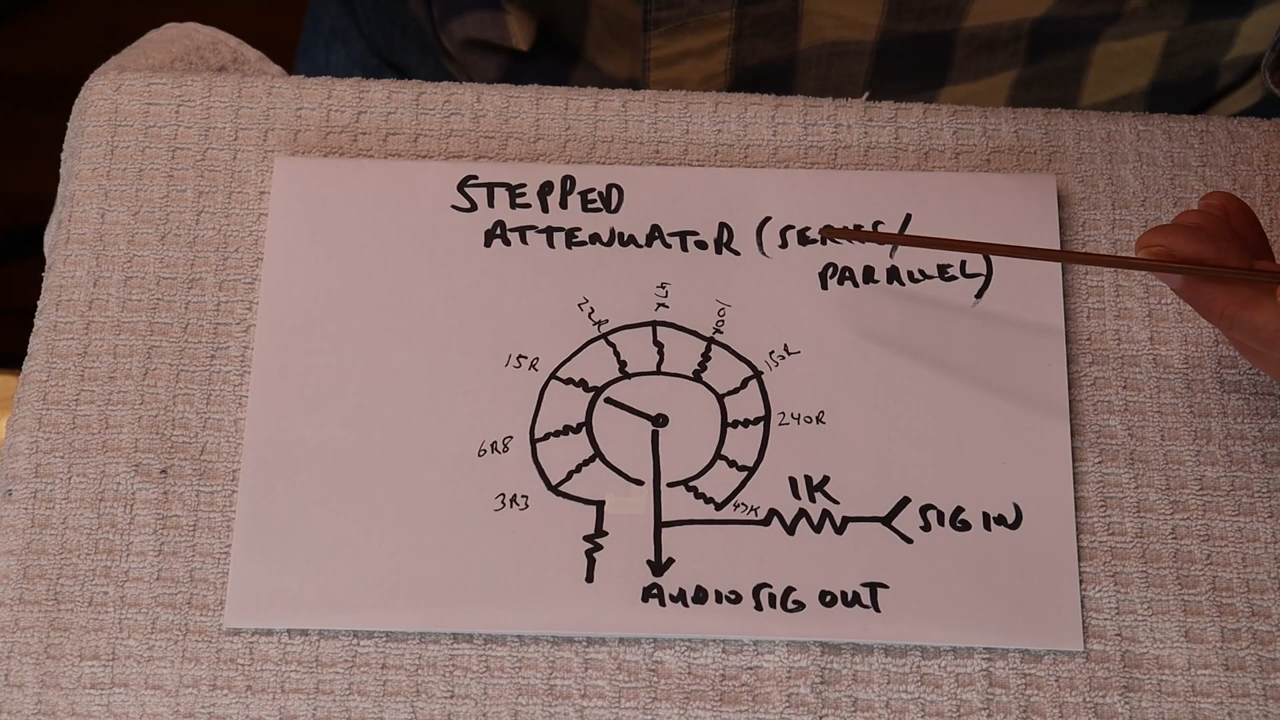 STEPPED
ATTENUATOR (SERIES/
PARALLEL)
47R
22R
100R
15R
150R
240R
6R8
3R3
47K
1K
SIG IN
AUDIO SIG OUT